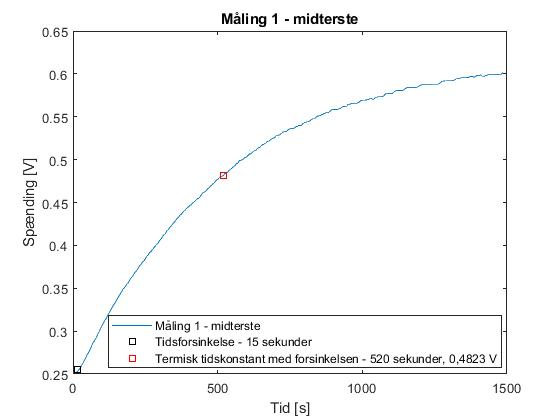 Måling 1 - midterste
0.65
0.6
0.55
0.5
0.45
0.4
0.35
0.3
0.25
Spænding [V]
Måling 1 - midterste
Tidsforsinkelse - 15 sekunder
Termisk tidskonstant med forsinkelsen - 520 sekunder, 0,4823 V
0
500
1000
1500
Tid [s]